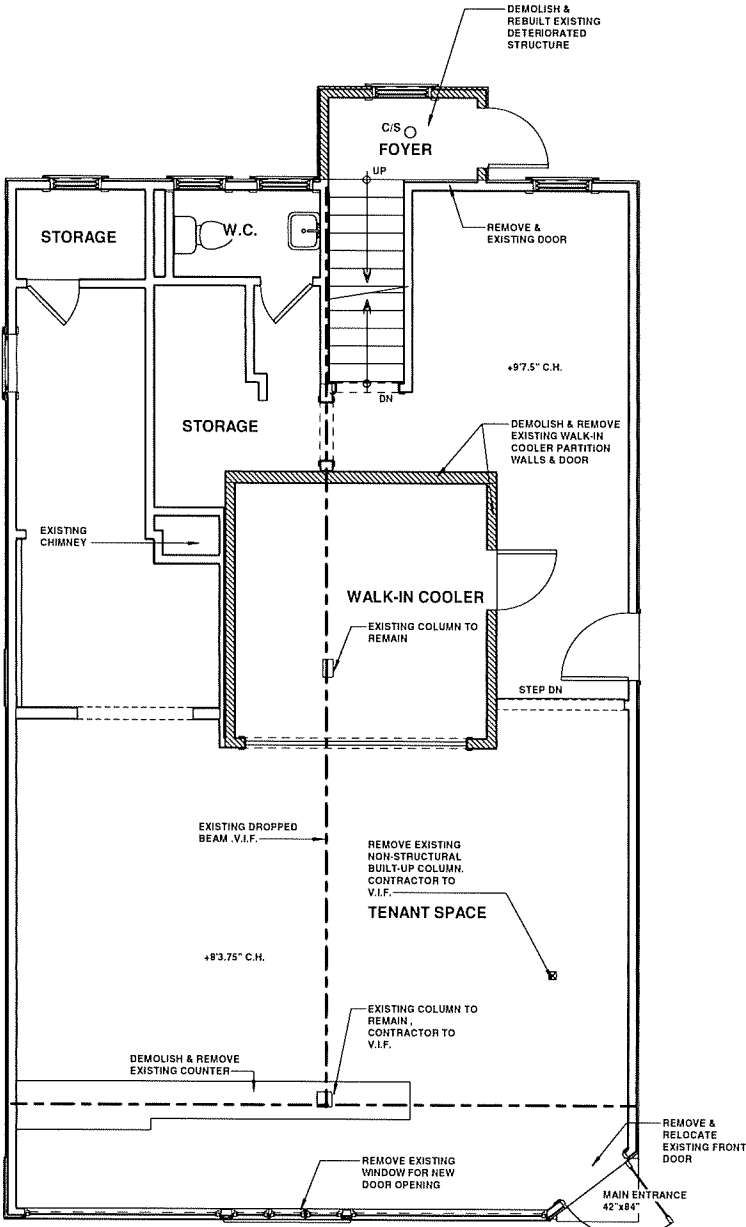 DEMOLISH &
REBUILT EXISTING
DETERIORATED
STRUCTURE
C/S
FOYER
UP
STORAGE
W.C.
REMOVE &
EXISTING DOOR
+9'7.5" C.H.
DN
STORAGE
DEMOLISH & REMOVE
EXISTING WALK-IN
COOLER PARTITION
WALLS & DOOR
EXISTING
CHIMNEY
WALK-IN COOLER
EXISTING COLUMN TO
REMAIN
STEP DN
EXISTING DROPPED
BEAM .V.I.F.
REMOVE EXISTING
NON-STRUCTURAL
BUILT-UP COLUMN.
CONTRACTOR TO
V.I.F.
TENANT SPACE
+8'3.75" C.H.
EXISTING COLUMN TO
REMAIN ,
CONTRACTOR TO
V.I.F.
DEMOLISH & REMOVE
EXISTING COUNTER
REMOVE &
RELOCATE
EXISTING FRONT
DOOR
REMOVE EXISTING
WINDOW FOR NEW
DOOR OPENING
MAIN ENTRANCE
42"x84"